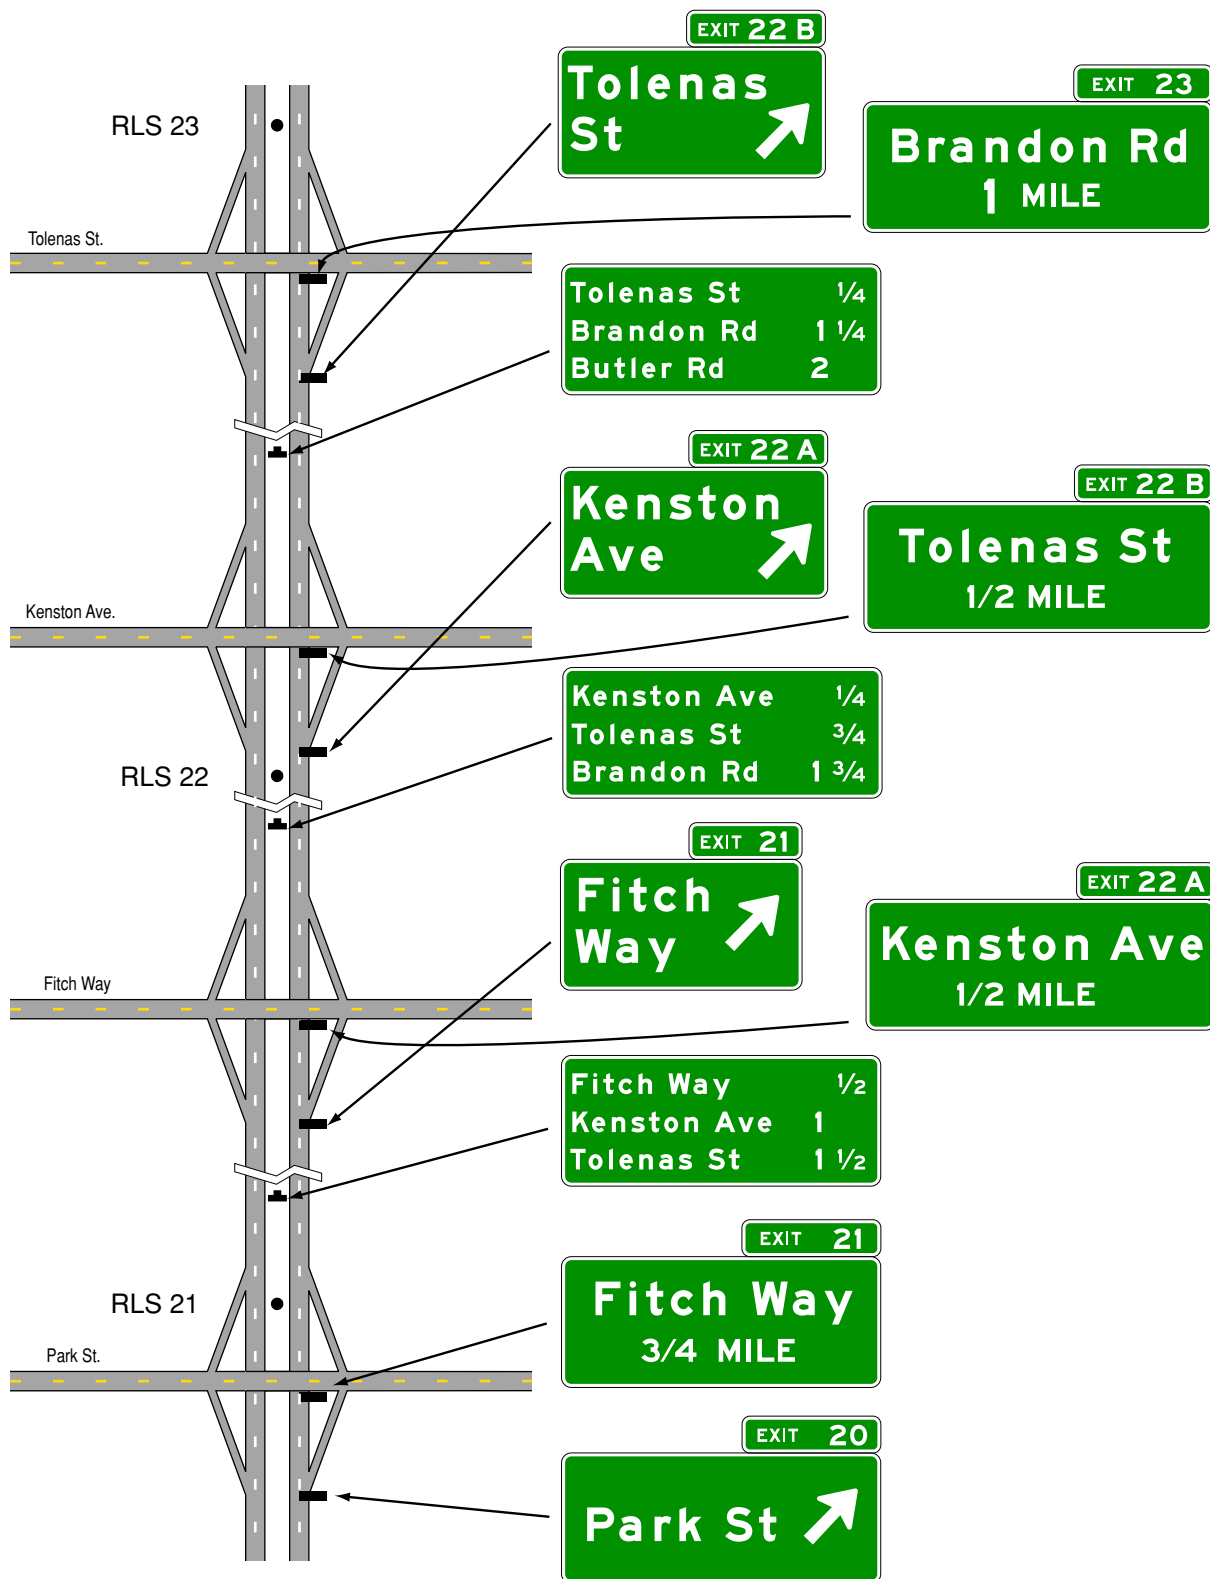 EXIT 22 B
Tolenas
St
EXIT 23
Brandon Rd
1 MILE
RLS 23
Tolenas St.
Tolenas St 1/4
Brandon Rd 1 1/4
Butler Rd 2
EXIT 22 A
Kenston
Ave
EXIT 22 B
Tolenas St
1/2 MILE
Kenston Ave.
Kenston Ave 1/4
Tolenas St 3/4
Brandon Rd 1 3/4
RLS 22
EXIT 21
Fitch
Way
EXIT 22 A
Kenston Ave
1/2 MILE
Fitch Way
Fitch Way 1/2
Kenston Ave 1
Tolenas St 1 1/2
EXIT 21
Fitch Way
3/4 MILE
RLS 21
Park St.
EXIT 20
Park St